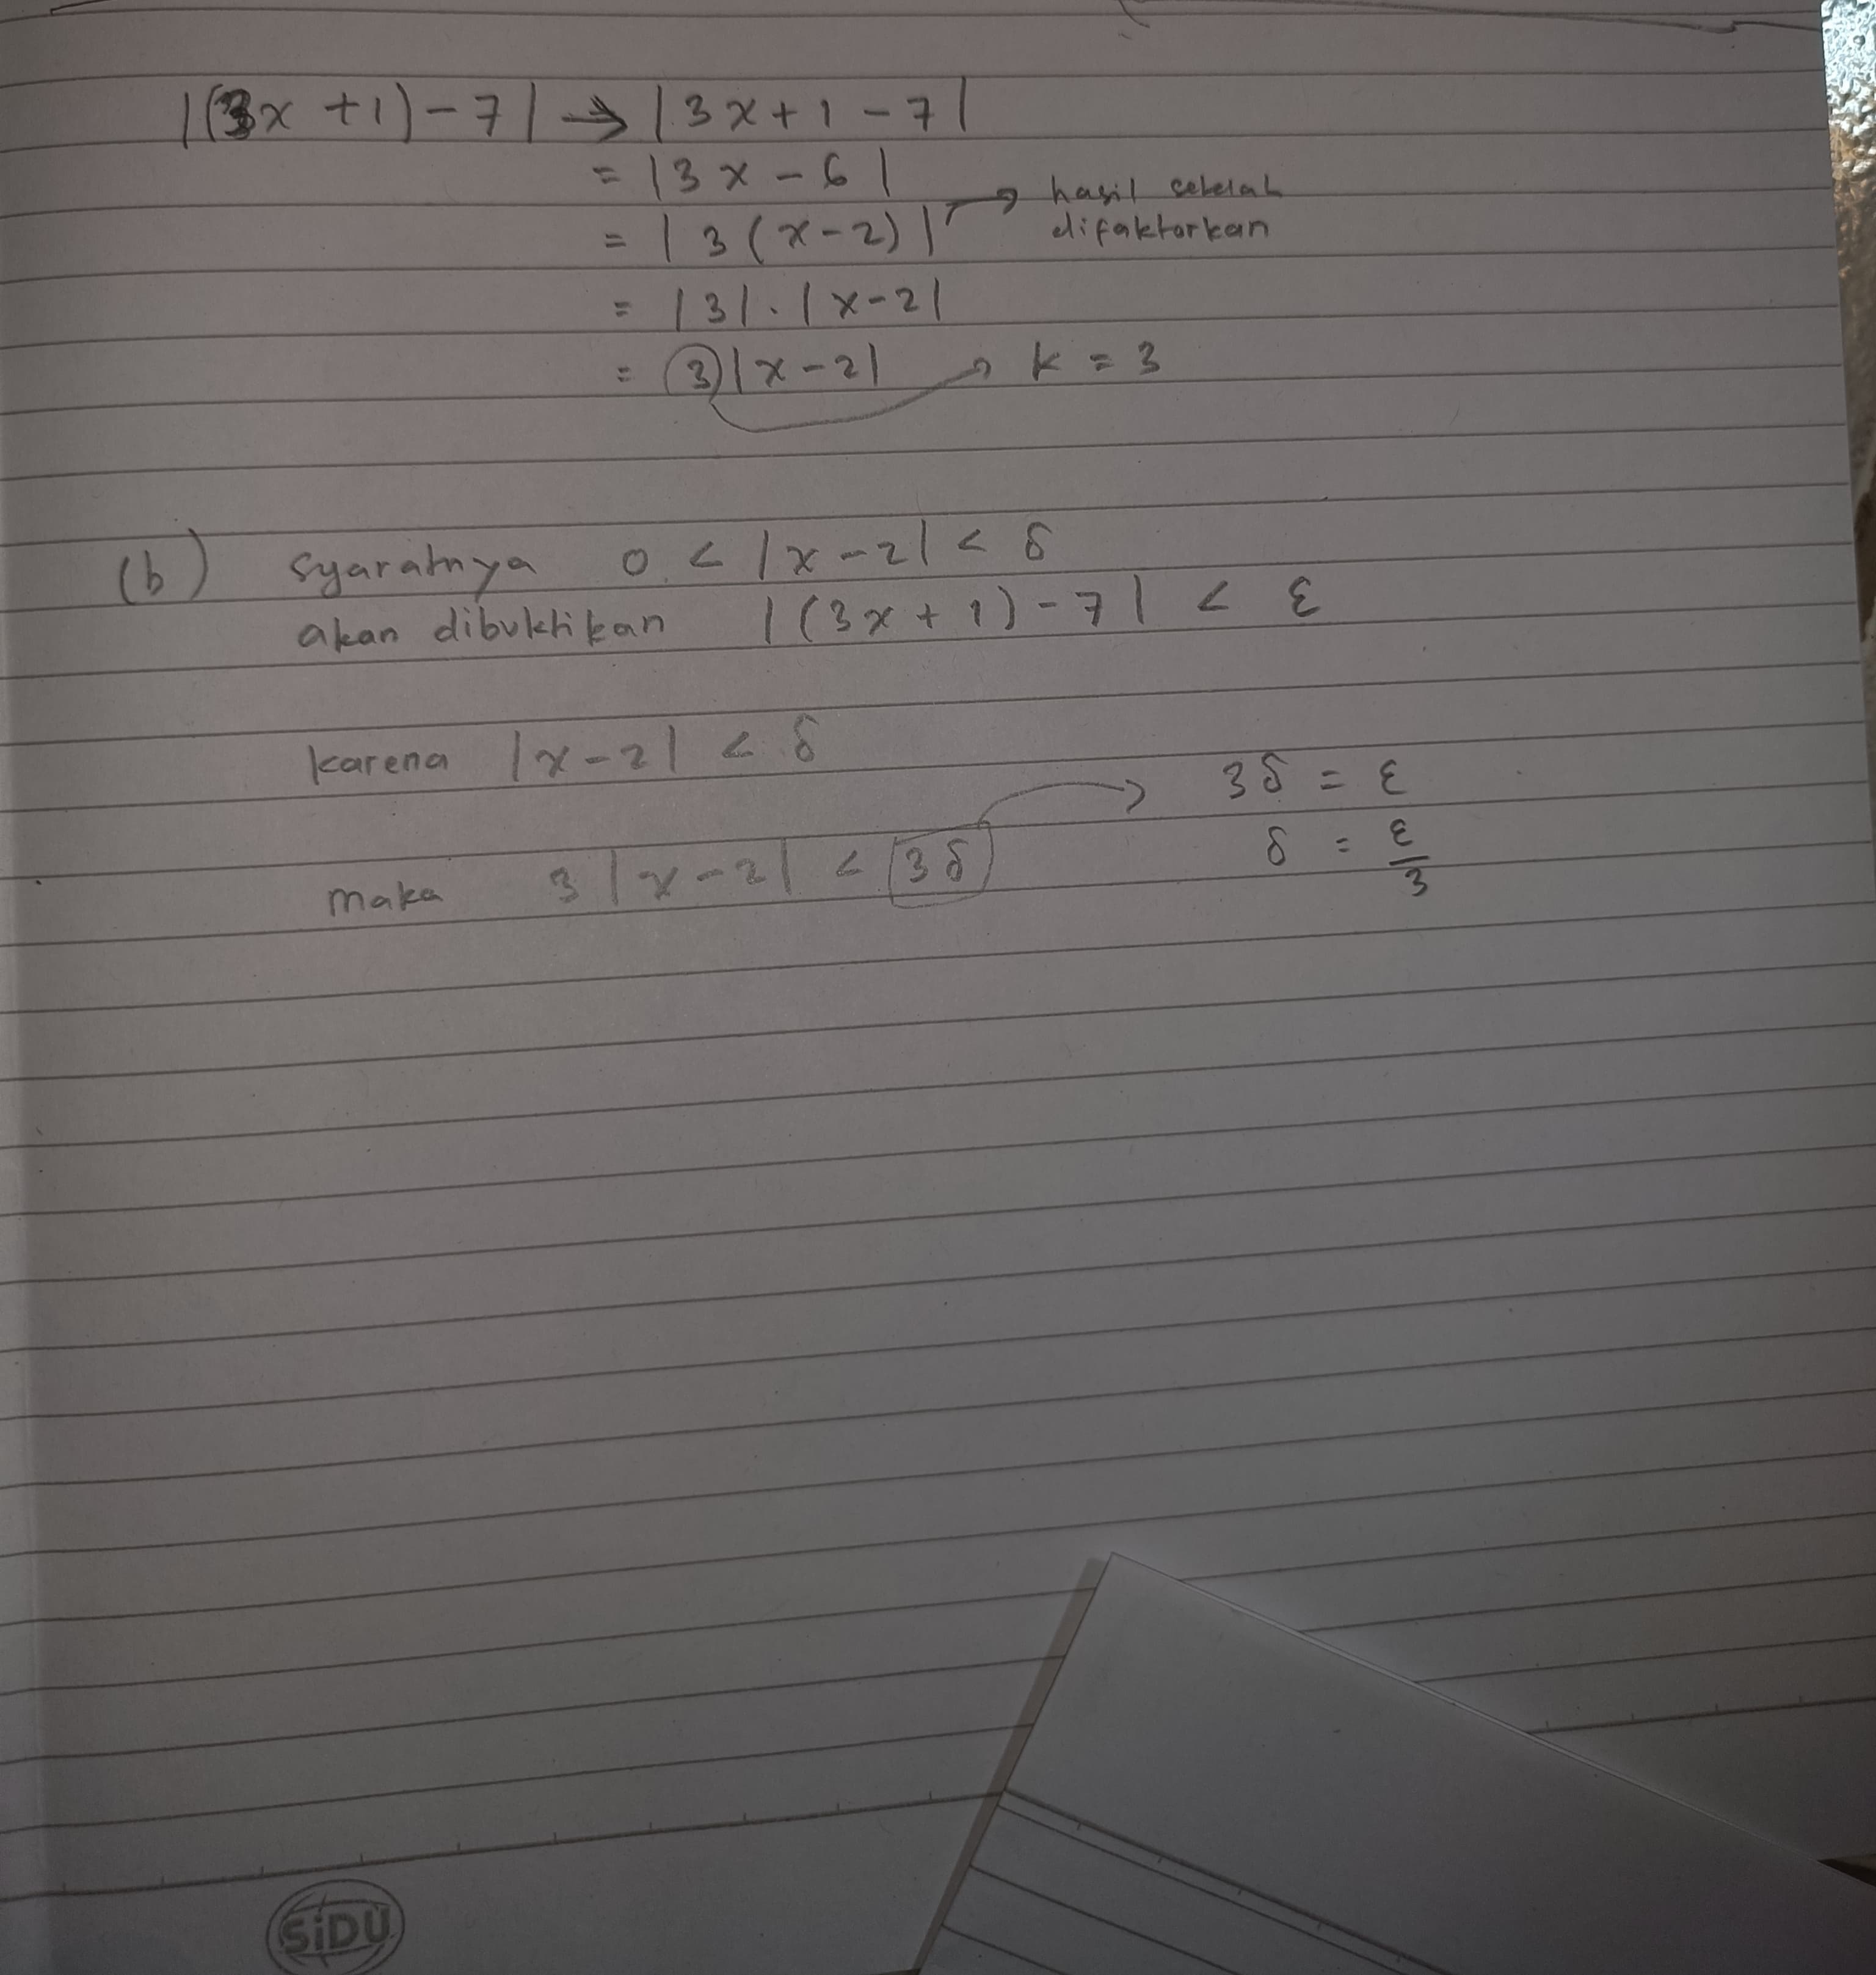 |(3x + 1) - 7| → |3x + 1 - 7|
= |3x - 6|
= |3(x - 2)| → hasil setelah difaktorkan
= |3| . |x - 2|
= 3|x - 2| → k = 3
(b) syaratnya 0 < |x - 2| < δ
akan dibuktikan |(3x + 1) - 7| < ε
karena |x - 2| < δ
maka 3|x - 2| < 3δ → 3δ = ε
δ = ε/3
SiDU